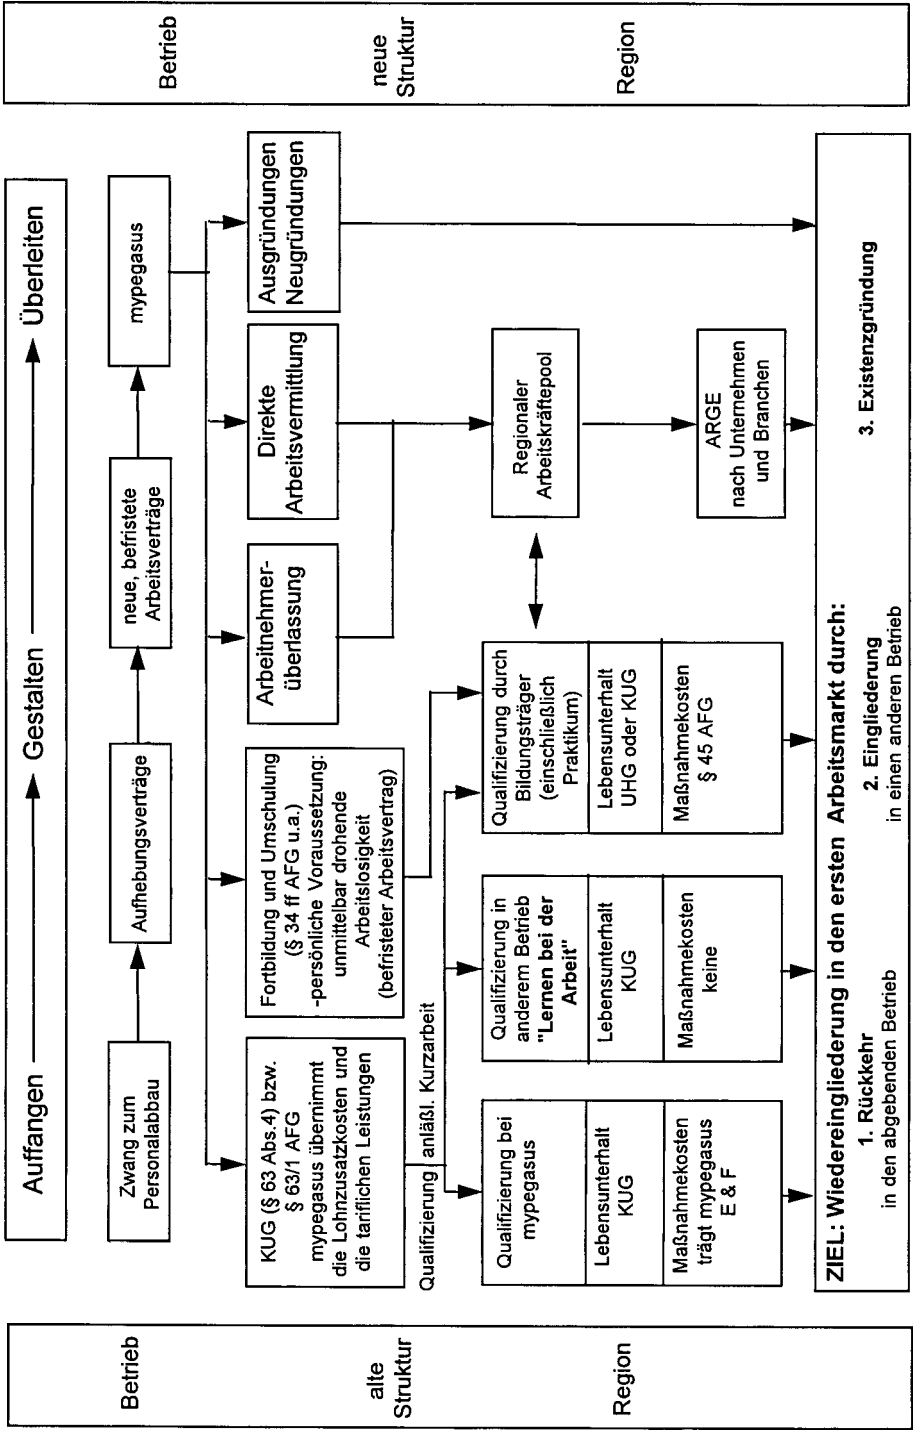 Betrieb
alte
Struktur
Region
Auffangen
Gestalten
Überleiten
Zwang zum
Personalabbau
Aufhebungsverträge
neue, befristete
Arbeitsverträge
mypegasus
KUG (§ 63 Abs.4) bzw.
§ 63/1 AFG
mypegasus übernimmt
die Lohnzusatzkosten und
die tariflichen Leistungen
Fortbildung und Umschulung
(§ 34 ff AFG u.a.)
-persönliche Voraussetzung:
unmittelbar drohende
Arbeitslosigkeit
(befristeter Arbeitsvertrag)
Arbeitnehmer-
überlassung
Direkte
Arbeitsvermittlung
Ausgründungen
Neugründungen
Qualifizierung anläßl. Kurzarbeit
Qualifizierung bei
mypegasus
Lebensunterhalt
KUG
Maßnahmekosten
trägt mypegasus
E & F
Qualifizierung in
anderem Betrieb
"Lernen bei der
Arbeit"
Lebensunterhalt
KUG
Maßnahmekosten
keine
Qualifizierung durch
Bildungsträger
(einschließlich
Praktikum)
Lebensunterhalt
UHG oder KUG
Maßnahmekosten
§ 45 AFG
Regionaler
Arbeitskräftepool
ARGE
nach Unternehmen
und Branchen
ZIEL: Wiedereingliederung in den ersten Arbeitsmarkt durch:
1. Rückkehr
in den abgebenden Betrieb
2. Eingliederung
in einen anderen Betrieb
3. Existenzgründung
Betrieb
neue
Struktur
Region